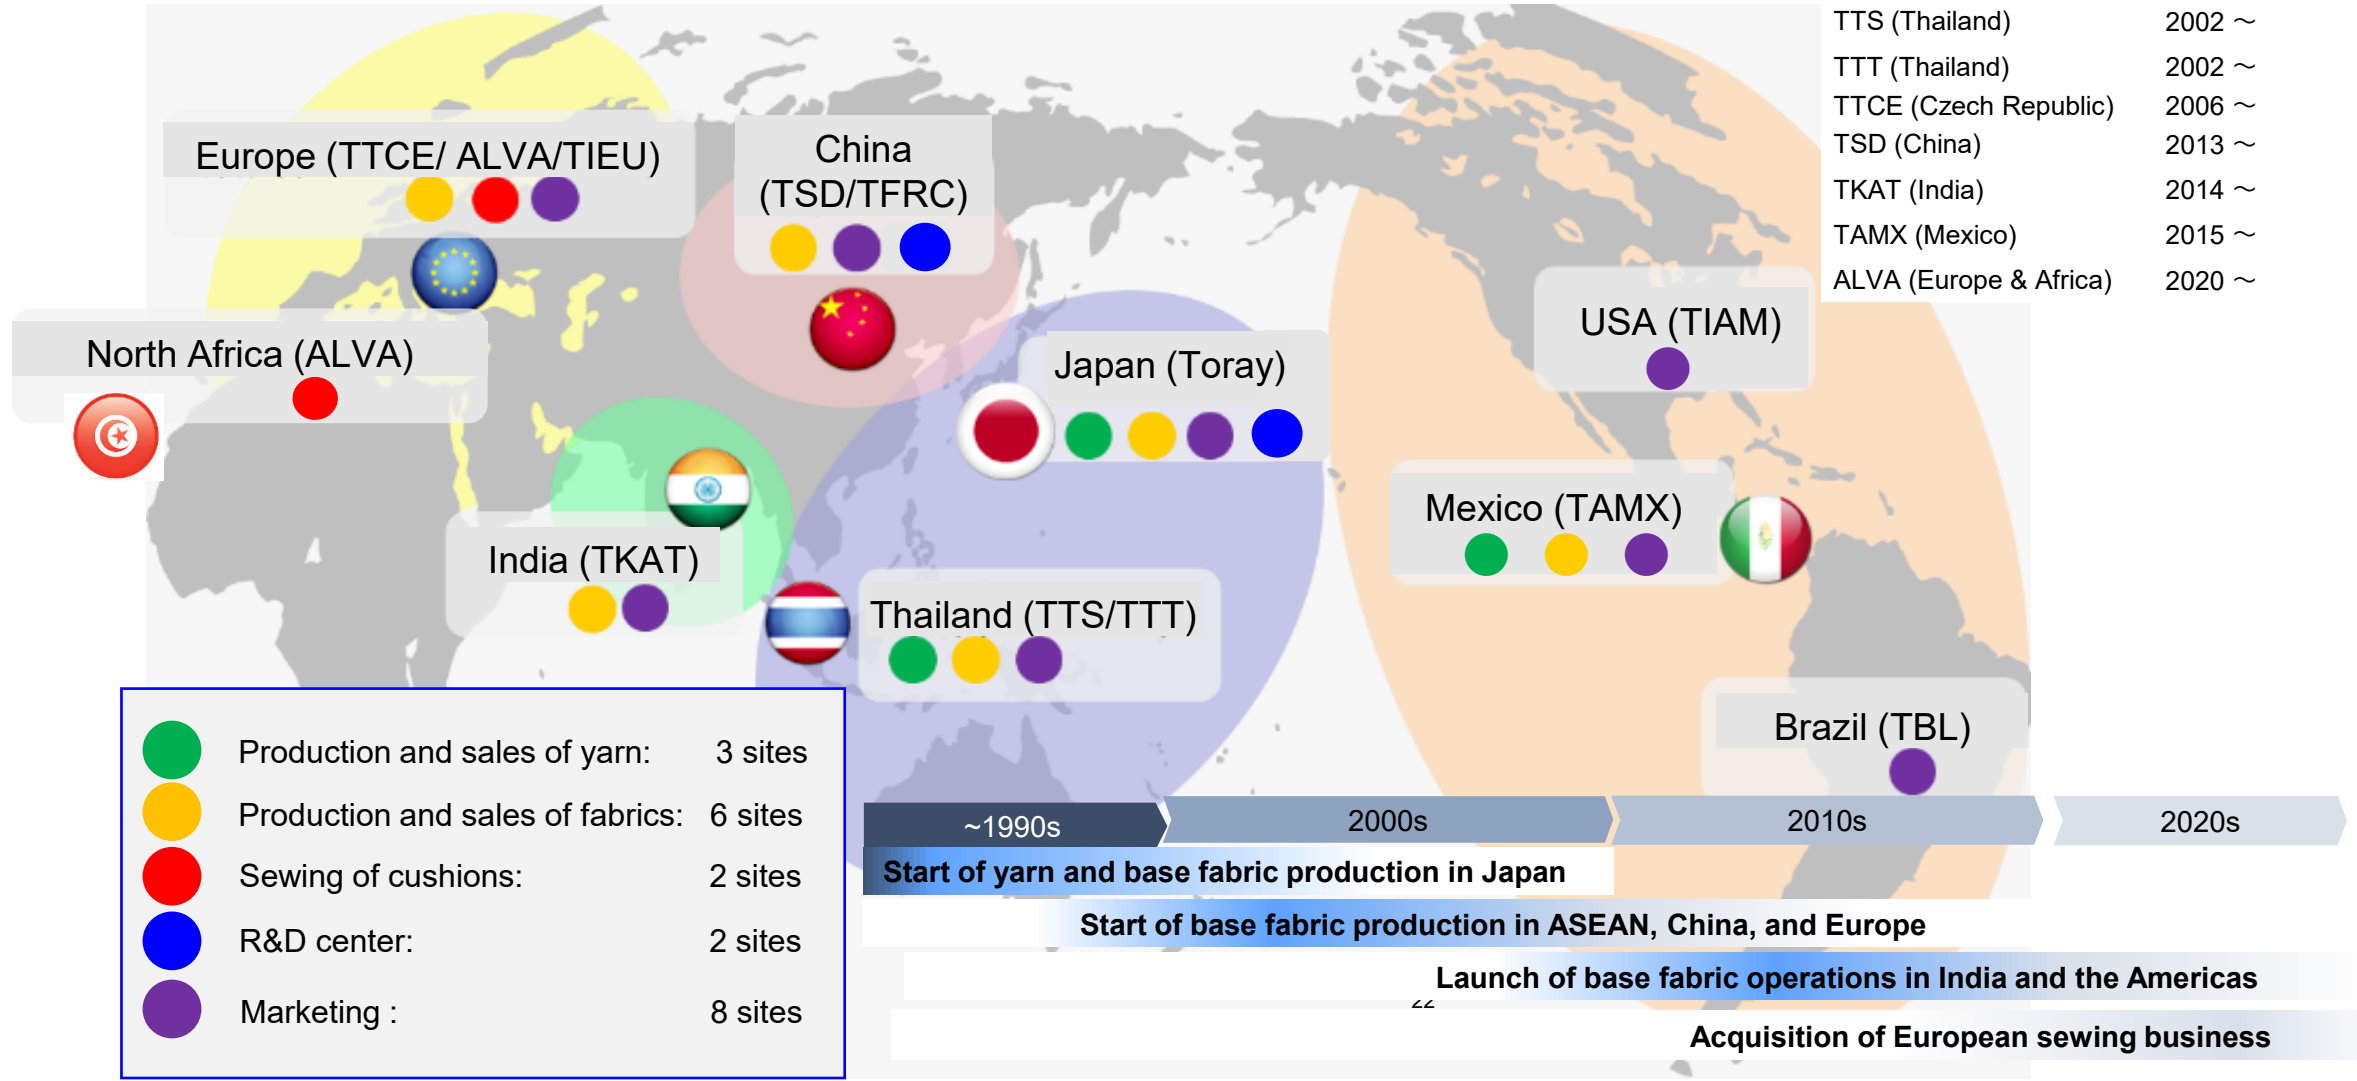 TTS (Thailand) 2002 ～
TTT (Thailand) 2002 ～
TTCE (Czech Republic) 2006 ～
TSD (China) 2013 ～
TKAT (India) 2014 ～
TAMX (Mexico) 2015 ～
ALVA (Europe & Africa) 2020 ～
Europe (TTCE/ ALVA/TIEU)
China
(TSD/TFRC)
North Africa (ALVA)
Japan (Toray)
USA (TIAM)
India (TKAT)
Mexico (TAMX)
Thailand (TTS/TTT)
Brazil (TBL)
Production and sales of yarn: 3 sites
Production and sales of fabrics: 6 sites
Sewing of cushions: 2 sites
R&D center: 2 sites
Marketing : 8 sites
~1990s 2000s 2010s 2020s
Start of yarn and base fabric production in Japan
Start of base fabric production in ASEAN, China, and Europe
Launch of base fabric operations in India and the Americas
22
Acquisition of European sewing business